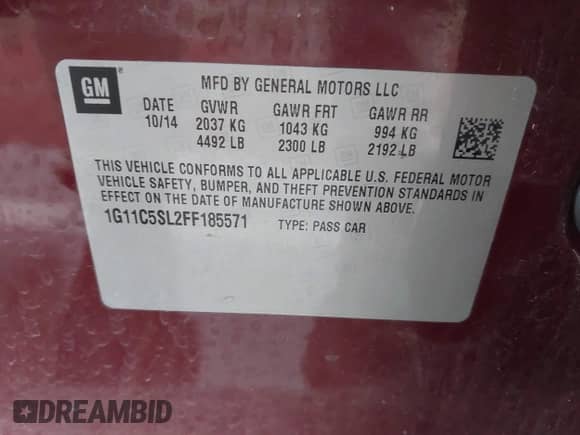 GM
MFD BY GENERAL MOTORS LLC
DATE GVWR GAWR FRT GAWR RR
10/14 2037 KG 1043 KG 994 KG
4492 LB 2300 LB 2192 LB
THIS VEHICLE CONFORMS TO ALL APPLICABLE U.S. FEDERAL MOTOR
VEHICLE SAFETY, BUMPER, AND THEFT PREVENTION STANDARDS IN
EFFECT ON THE DATE OF MANUFACTURE SHOWN ABOVE.
1G11C5SL2FF185571 TYPE: PASS CAR
DREAMBID